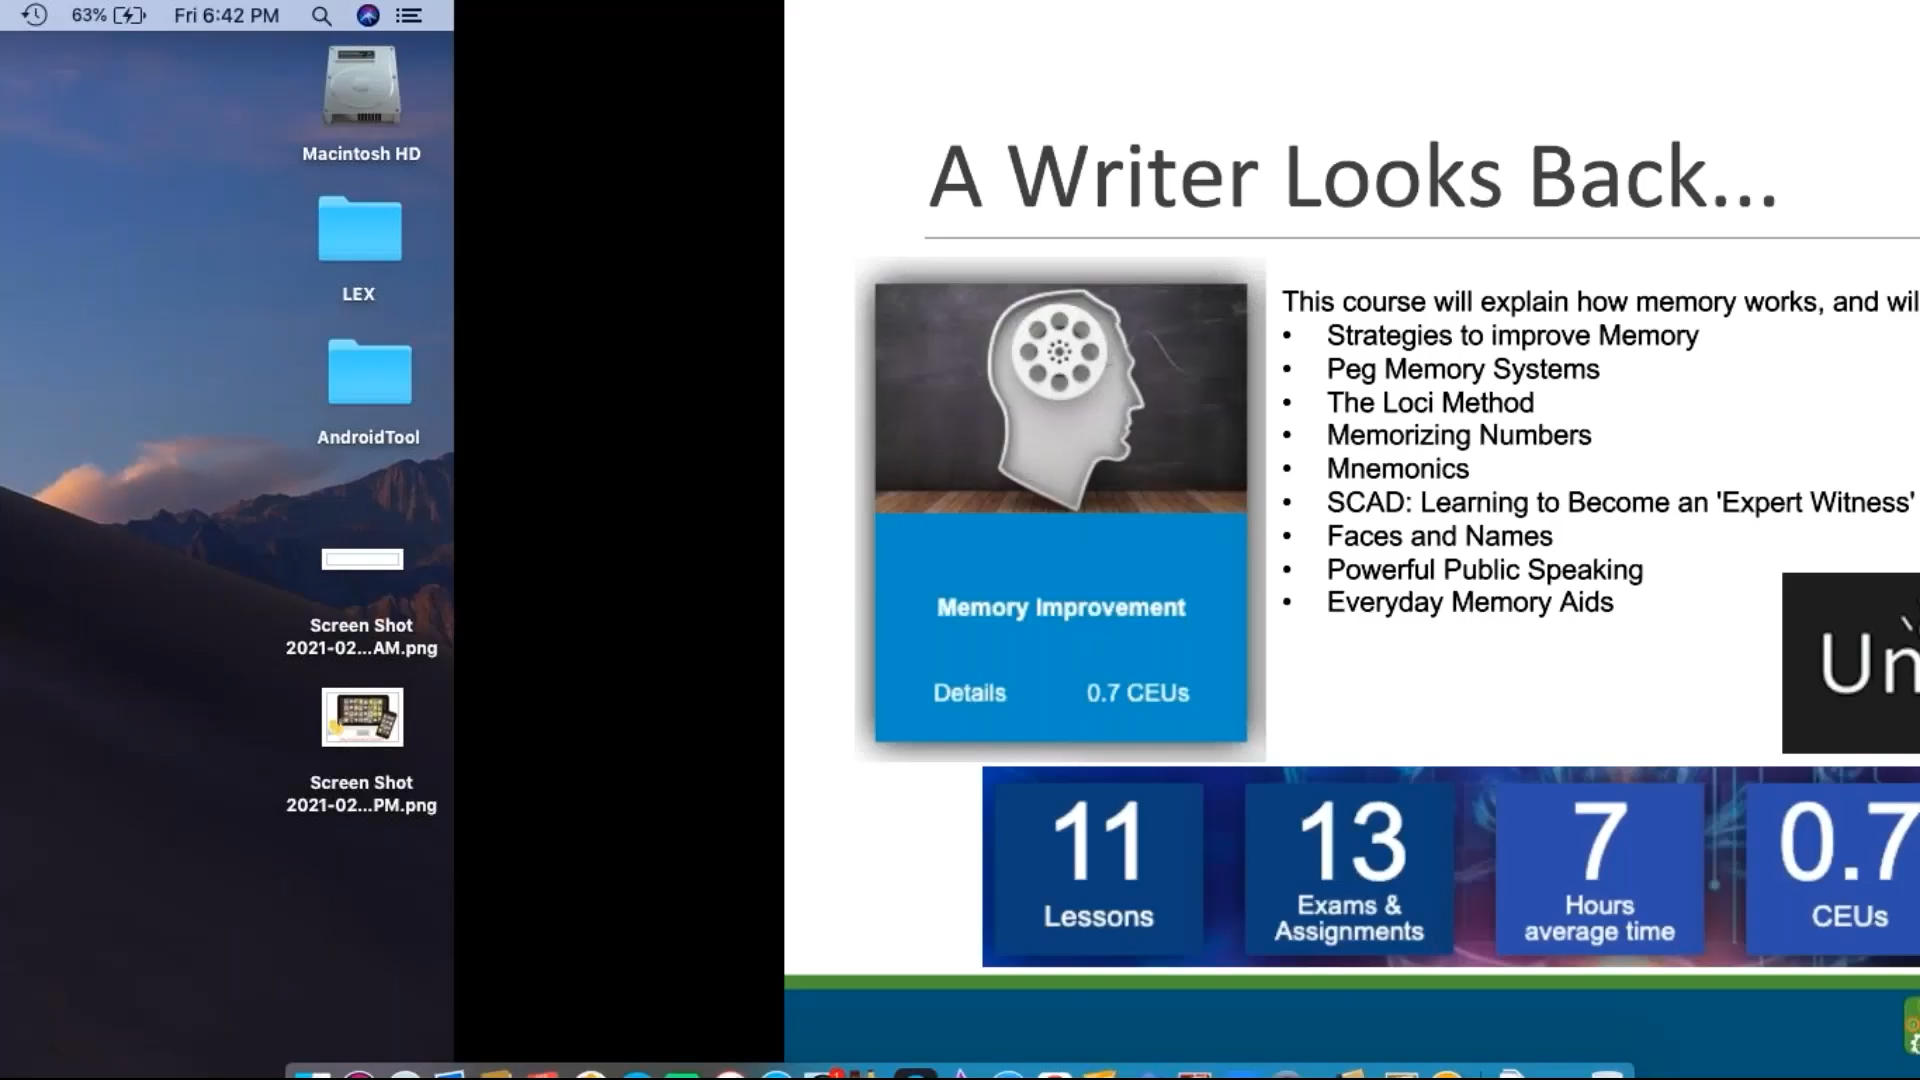 63% Fri 6:42 PM
Macintosh HD
LEX
AndroidTool
Screen Shot
2021-02...AM.png
Screen Shot
2021-02...PM.png
A Writer Looks Back...
This course will explain how memory works, and wil
• Strategies to improve Memory
• Peg Memory Systems
• The Loci Method
• Memorizing Numbers
• Mnemonics
• SCAD: Learning to Become an 'Expert Witness'
• Faces and Names
• Powerful Public Speaking
• Everyday Memory Aids
Memory Improvement
Details 0.7 CEUs
Un
11
Lessons
13
Exams &
Assignments
7
Hours
average time
0.7
CEUs
1